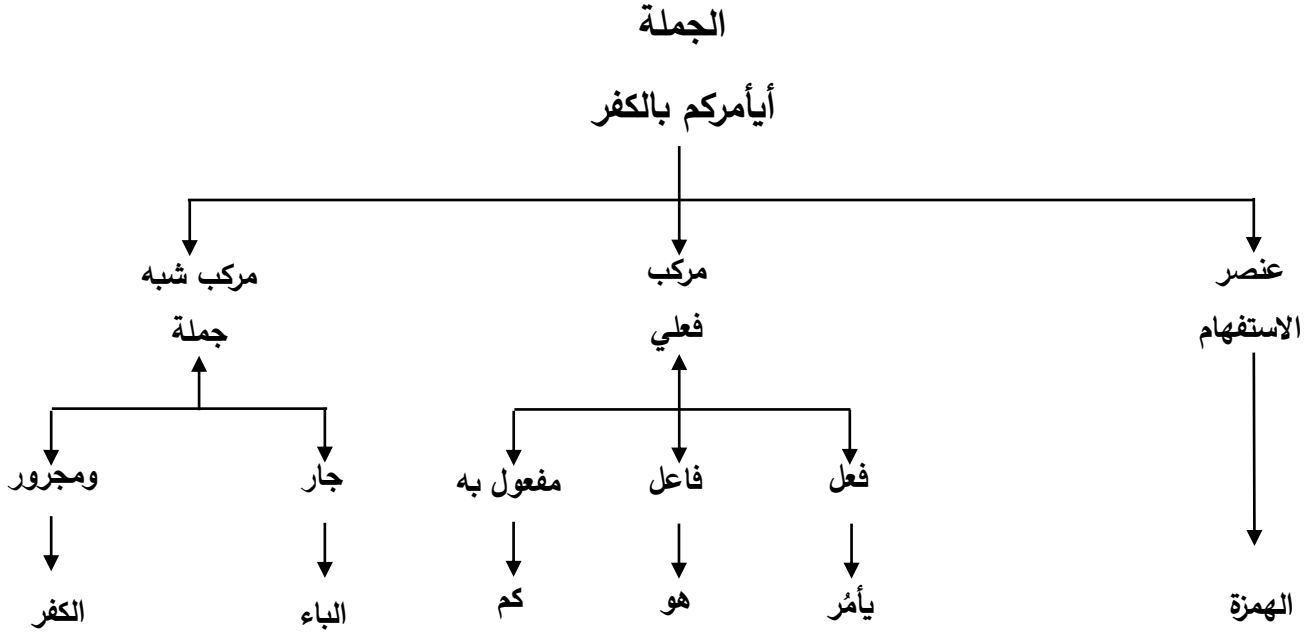 الجملة
أيأمركم بالكفر
عنصر
الاستفهام
مركب
فعلي
مركب شبه
جملة
فعل
فاعل
مفعول به
جار
ومجرور
الهمزة
يأمُر
هو
كم
الباء
الكفر